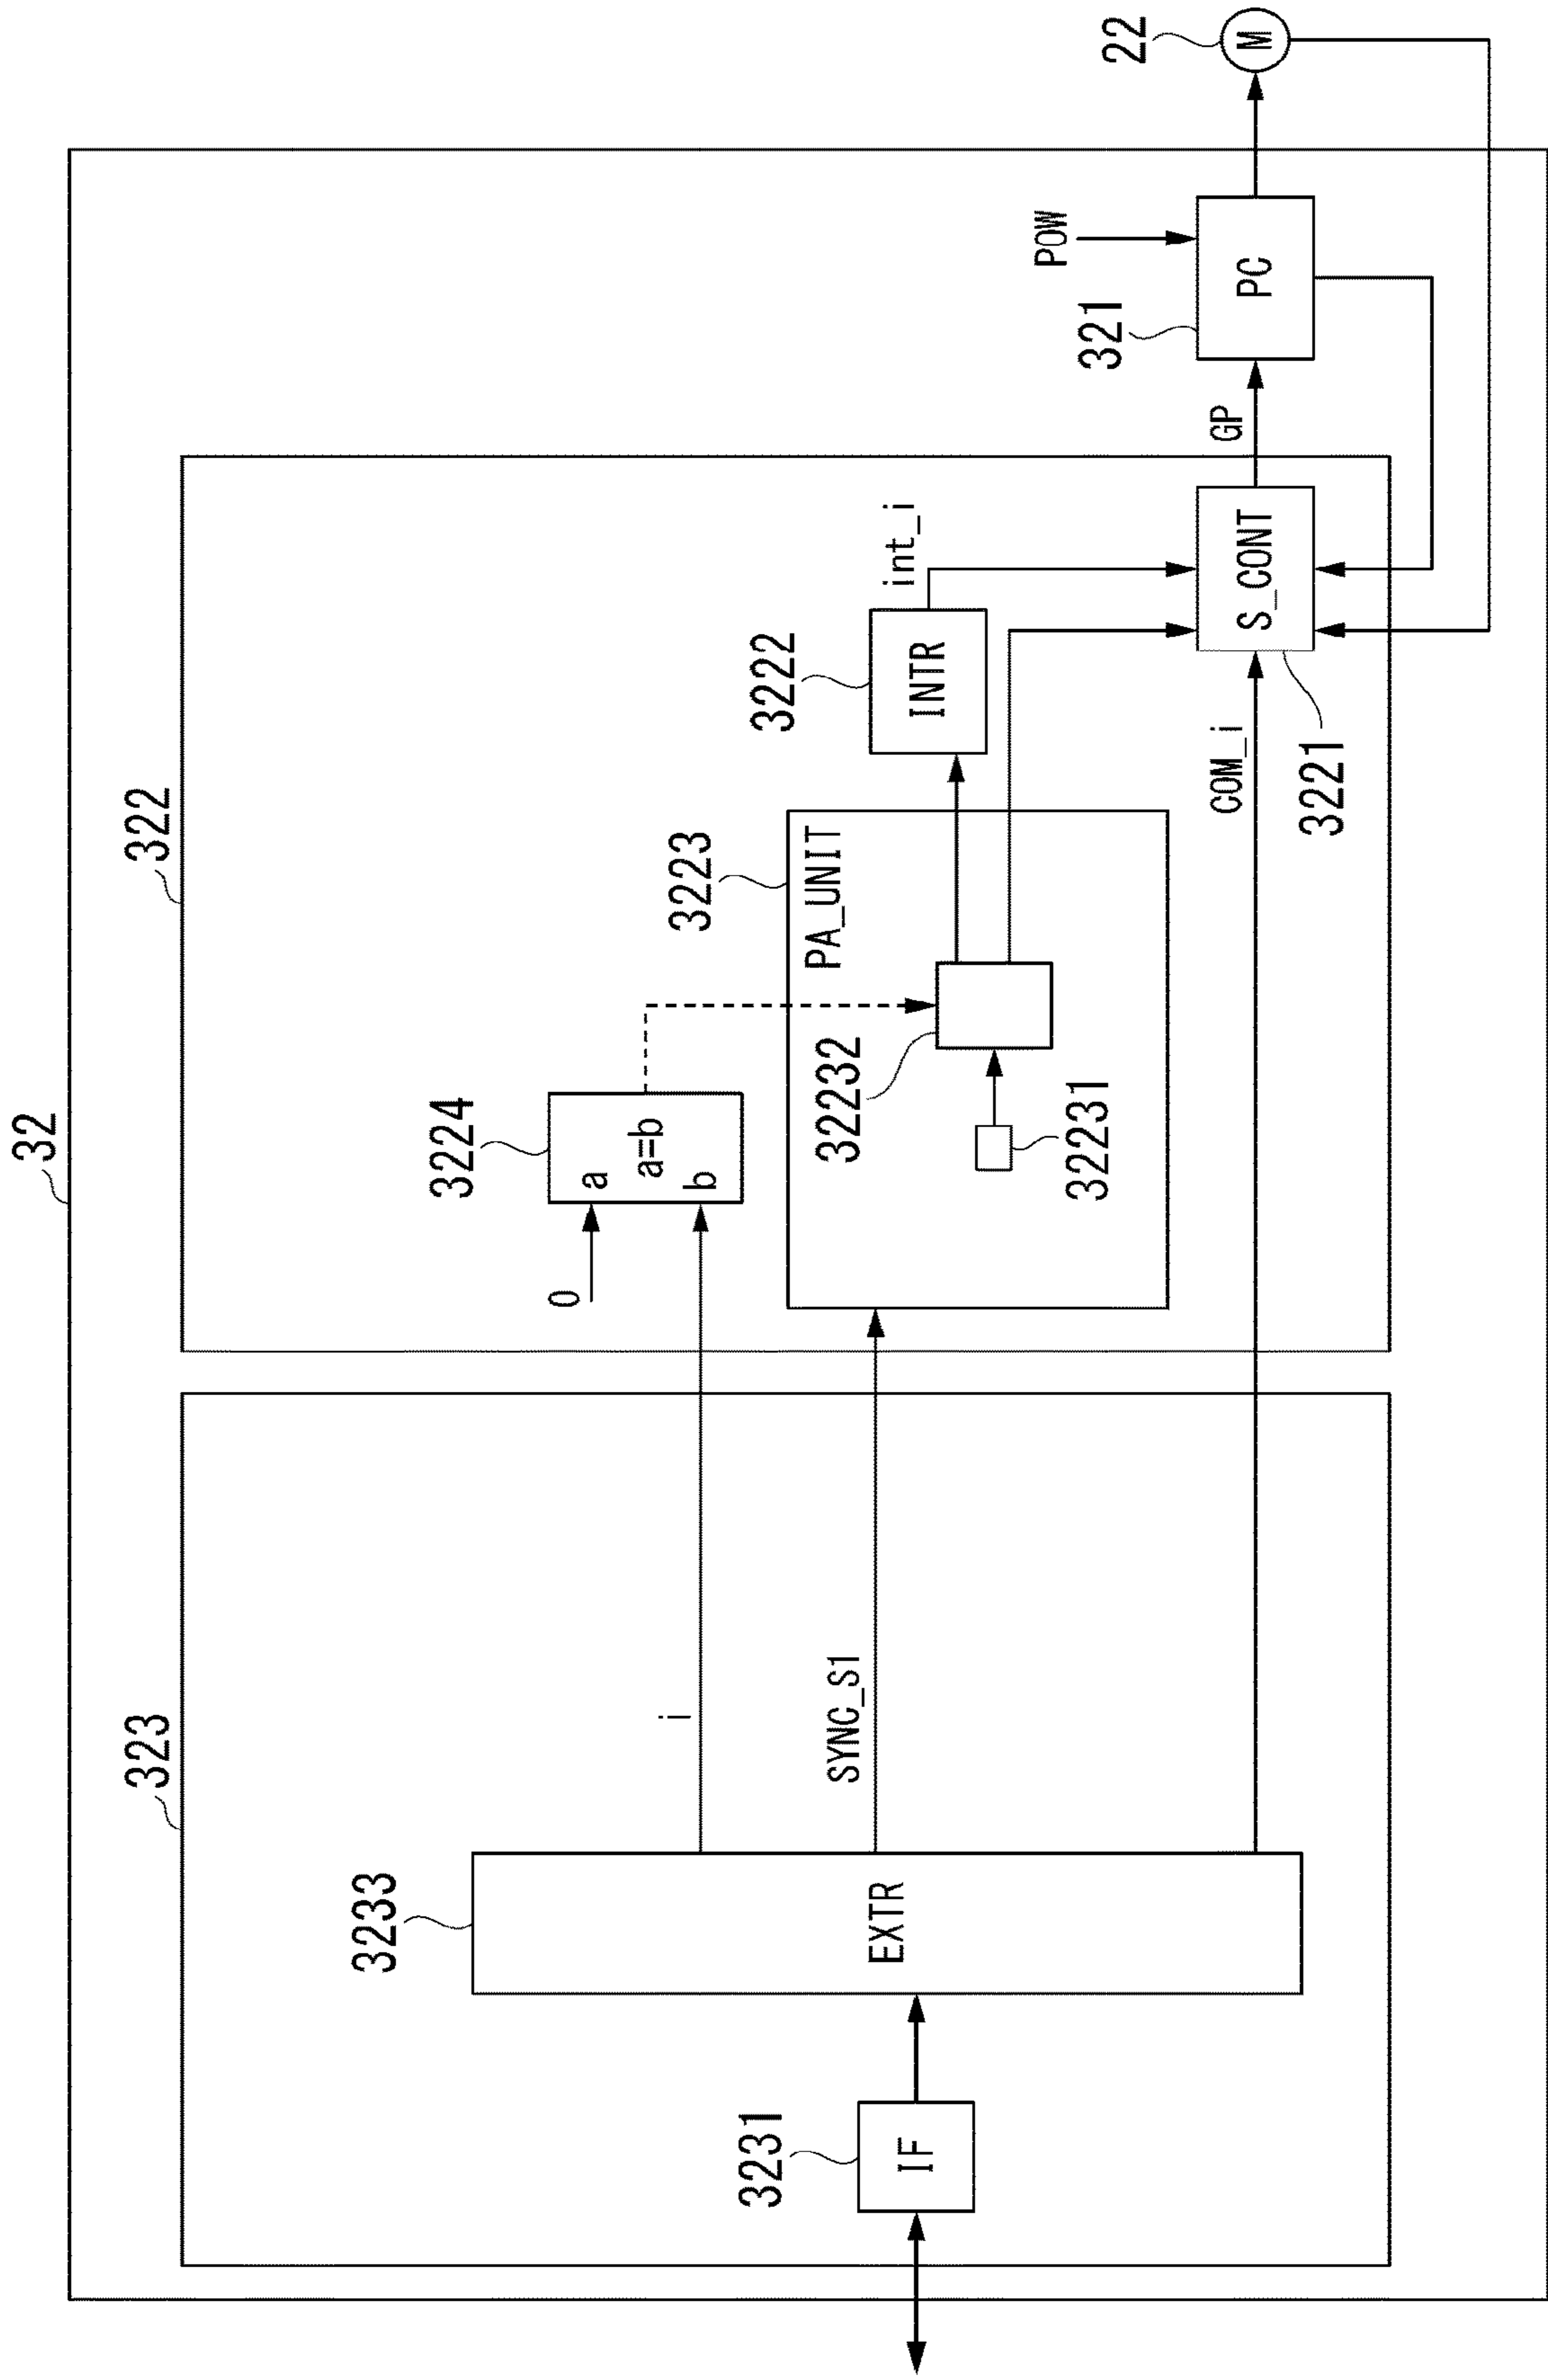 32
323
322
3233
EXTR
3231
IF
i
SYNC_S1
COM_i
0
3224
a
a=b
b
3223
PA_UNIT
32232
32231
3222
INTR
int_i
S_CONT
3221
GP
321
PC
POW
22
M